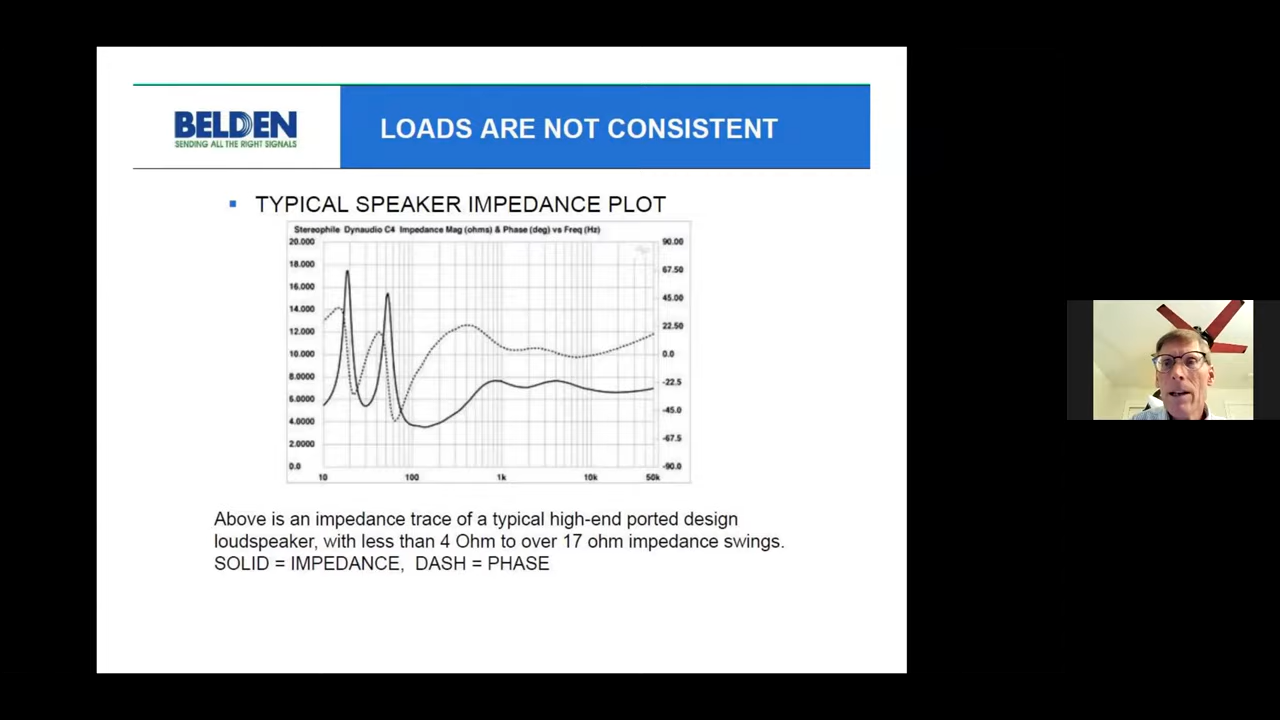 BELDEN
SENDING ALL THE RIGHT SIGNALS
LOADS ARE NOT CONSISTENT
TYPICAL SPEAKER IMPEDANCE PLOT
Stereophile Dynaudio C4 Impedance Mag (ohms) & Phase (deg) vs Freq (Hz)
20.000 90.00
18.000 67.50
16.000 45.00
14.000 22.50
12.000 0.0
10.000 -22.5
8.0000 -45.0
6.0000 -67.5
4.0000 -90.0
2.0000
0.0
10 100 1k 10k 50k
Above is an impedance trace of a typical high-end ported design
loudspeaker, with less than 4 Ohm to over 17 ohm impedance swings.
SOLID = IMPEDANCE, DASH = PHASE